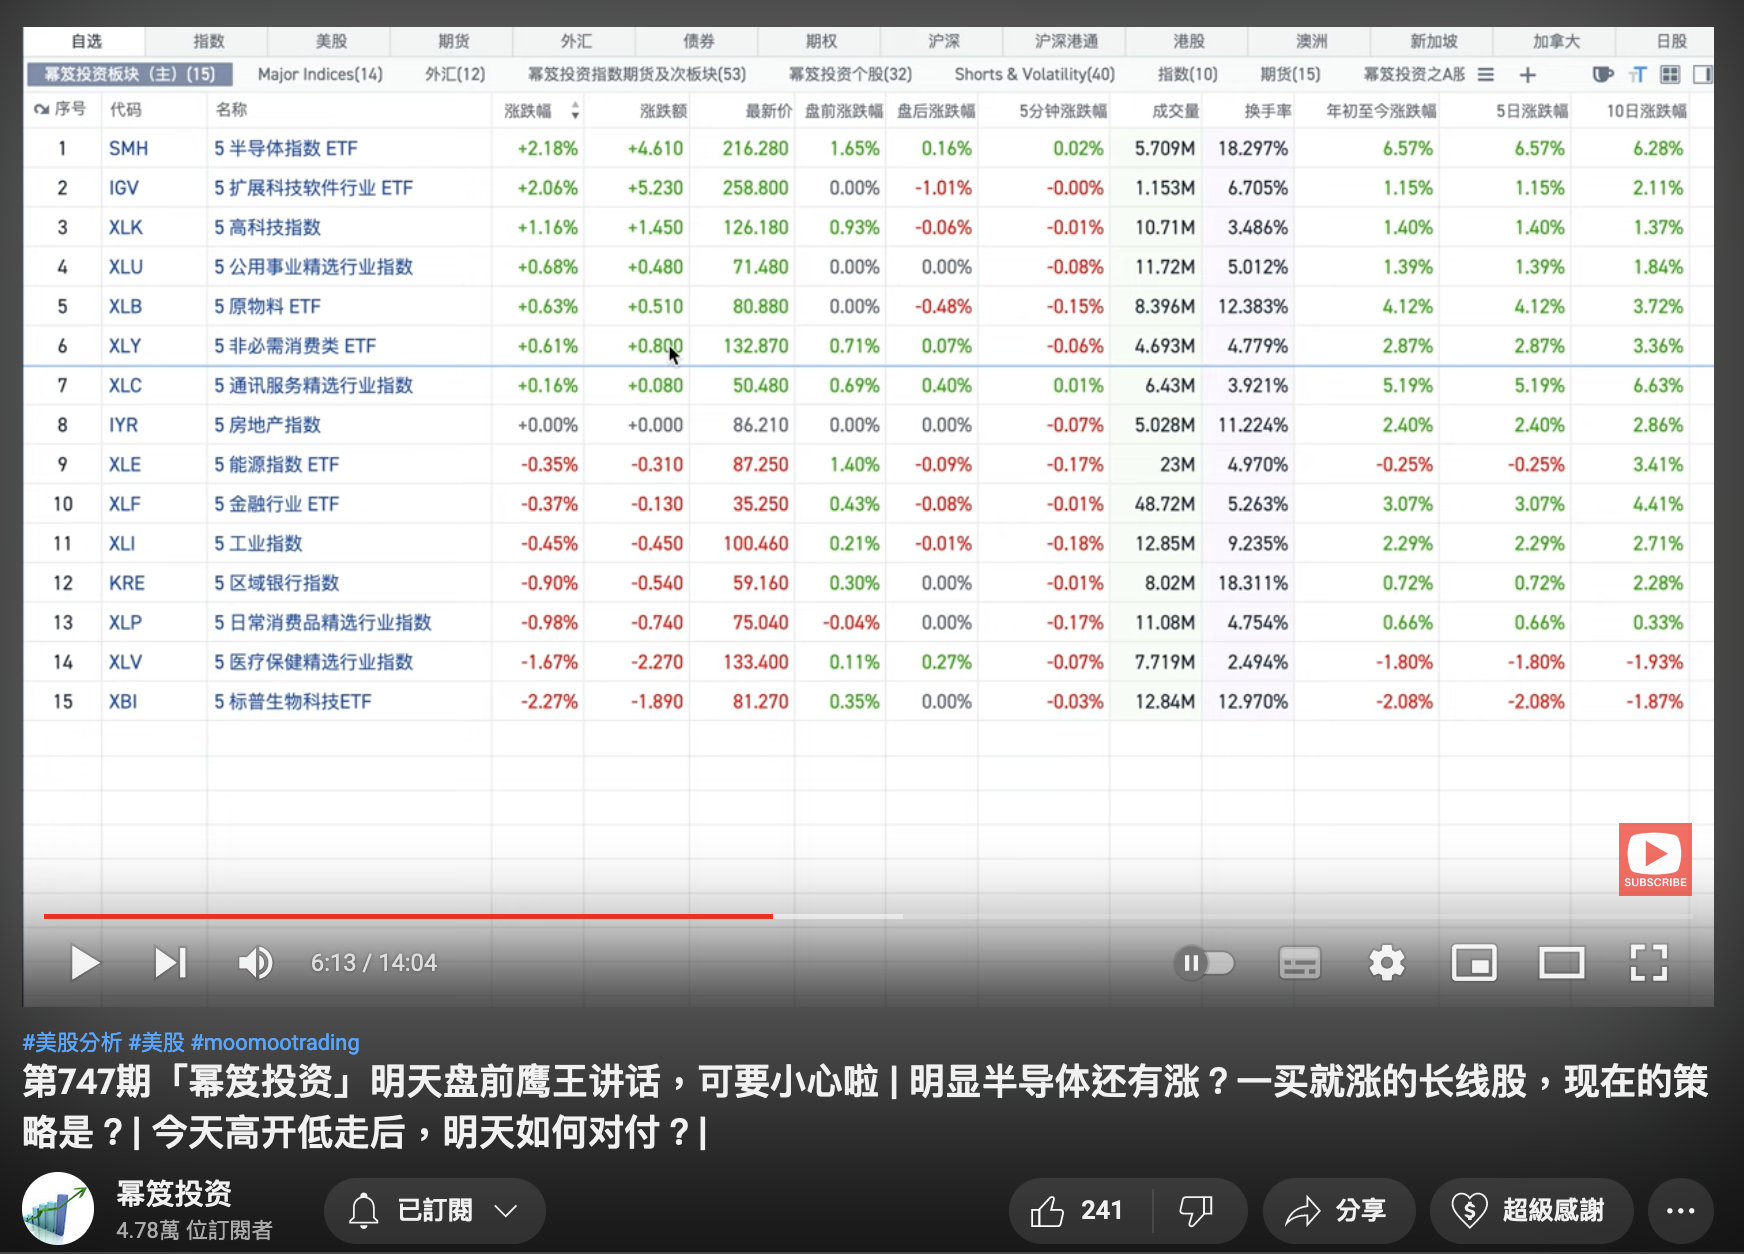 自选 指数 美股 期货 外汇 债券 期权 沪深 沪深港通 港股 澳洲 新加坡 加拿大 日股
幂笈投资板块（主）(15) Major Indices(14) 外汇(12) 幂笈投资指数期货及次板块(53) 幂笈投资个股(32) Shorts & Volatility(40) 指数(10) 期货(15) 幂笈投资之A股
序号 代码 名称 涨跌幅 涨跌额 最新价 盘前涨跌幅 盘后涨跌幅 5分钟涨跌幅 成交量 换手率 年初至今涨跌幅 5日涨跌幅 10日涨跌幅
1 SMH 5 半导体指数 ETF +2.18% +4.610 216.280 1.65% 0.16% 0.02% 5.709M 18.297% 6.57% 6.57% 6.28%
2 IGV 5 扩展科技软件行业 ETF +2.06% +5.230 258.800 0.00% -1.01% -0.00% 1.153M 6.705% 1.15% 1.15% 2.11%
3 XLK 5 高科技指数 +1.16% +1.450 126.180 0.93% -0.06% -0.01% 10.71M 3.486% 1.40% 1.40% 1.37%
4 XLU 5 公用事业精选行业指数 +0.68% +0.480 71.480 0.00% 0.00% -0.08% 11.72M 5.012% 1.39% 1.39% 1.84%
5 XLB 5 原物料 ETF +0.63% +0.510 80.880 0.00% -0.48% -0.15% 8.396M 12.383% 4.12% 4.12% 3.72%
6 XLY 5 非必需消费类 ETF +0.61% +0.800 132.870 0.71% 0.07% -0.06% 4.693M 4.779% 2.87% 2.87% 3.36%
7 XLC 5 通讯服务精选行业指数 +0.16% +0.080 50.480 0.69% 0.40% 0.01% 6.43M 3.921% 5.19% 5.19% 6.63%
8 IYR 5 房地产指数 +0.00% +0.000 86.210 0.00% 0.00% -0.07% 5.028M 11.224% 2.40% 2.40% 2.86%
9 XLE 5 能源指数 ETF -0.35% -0.310 87.250 1.40% -0.09% -0.17% 23M 4.970% -0.25% -0.25% 3.41%
10 XLF 5 金融行业 ETF -0.37% -0.130 35.250 0.43% -0.08% -0.01% 48.72M 5.263% 3.07% 3.07% 4.41%
11 XLI 5 工业指数 -0.45% -0.450 100.460 0.21% -0.01% -0.18% 12.85M 9.235% 2.29% 2.29% 2.71%
12 KRE 5 区域银行指数 -0.90% -0.540 59.160 0.30% 0.00% -0.01% 8.02M 18.311% 0.72% 0.72% 2.28%
13 XLP 5 日常消费品精选行业指数 -0.98% -0.740 75.040 -0.04% 0.00% -0.17% 11.08M 4.754% 0.66% 0.66% 0.33%
14 XLV 5 医疗保健精选行业指数 -1.67% -2.270 133.400 0.11% 0.27% -0.07% 7.719M 2.494% -1.80% -1.80% -1.93%
15 XBI 5 标普生物科技ETF -2.27% -1.890 81.270 0.35% 0.00% -0.03% 12.84M 12.970% -2.08% -2.08% -1.87%
SUBSCRIBE
6:13 / 14:04
#美股分析 #美股 #moomootrading
第747期「幂笈投资」明天盘前鹰王讲话，可要小心啦 | 明显半导体还有涨？一买就涨的长线股，现在的策
略是？| 今天高开低走后，明天如何对付？|
幂笈投资
4.78萬 位訂閱者
已訂閱
241
分享
超級感謝